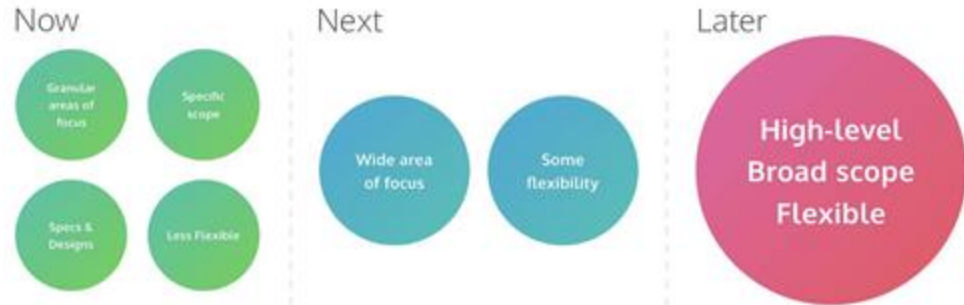 Now
Next
Later
Granular
areas of
focus
Specific
scope
Specs &
Designs
Less Flexible
Wide area
of focus
Some
flexibility
High-level
Broad scope
Flexible